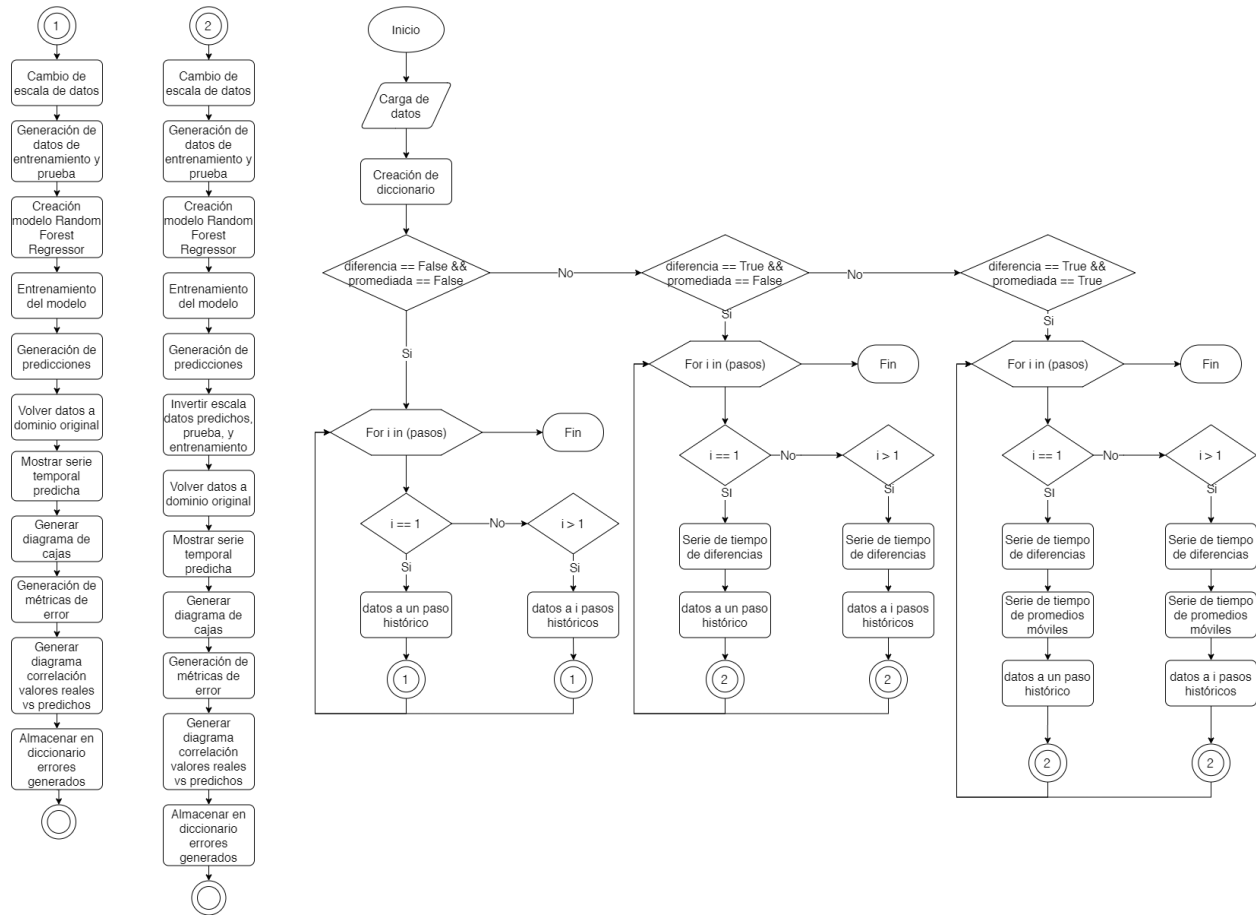 1
Cambio de
escala de datos
Generación de
datos de
entrenamiento y
prueba
Creación
modelo Random
Forest
Regressor
Entrenamiento
del modelo
Generación de
predicciones
Volver datos a
dominio original
Mostrar serie
temporal
predicha
Generar
diagrama de
cajas
Generación de
métricas de
error
Generar
diagrama
correlación
valores reales
vs predichos
Almacenar en
diccionario
errores
generados
2
Cambio de
escala de datos
Generación de
datos de
entrenamiento y
prueba
Creación
modelo Random
Forest
Regressor
Entrenamiento
del modelo
Generación de
predicciones
Invertir escala
datos predichos,
prueba, y
entrenamiento
Volver datos a
dominio original
Mostrar serie
temporal
predicha
Generar
diagrama de
cajas
Generación de
métricas de
error
Generar
diagrama
correlación
valores reales
vs predichos
Almacenar en
diccionario
errores
generados
Inicio
Carga de
datos
Creación de
diccionario
diferencia == False &&
promediada == False
No
Si
For i in (pasos)
Fin
i == 1
No
i > 1
Si
Si
datos a un paso
histórico
datos a i pasos
históricos
1
1
diferencia == True &&
promediada == False
No
Si
For i in (pasos)
Fin
i == 1
No
i > 1
SI
Si
Serie de tiempo
de diferencias
Serie de tiempo
de diferencias
datos a un paso
histórico
datos a i pasos
históricos
2
2
diferencia == True &&
promediada == True
Si
For i in (pasos)
Fin
i == 1
No
i > 1
SI
Si
Serie de tiempo
de diferencias
Serie de tiempo
de diferencias
Serie de tiempo
de promedios
móviles
Serie de tiempo
de promedios
móviles
datos a un paso
histórico
datos a i pasos
históricos
2
2